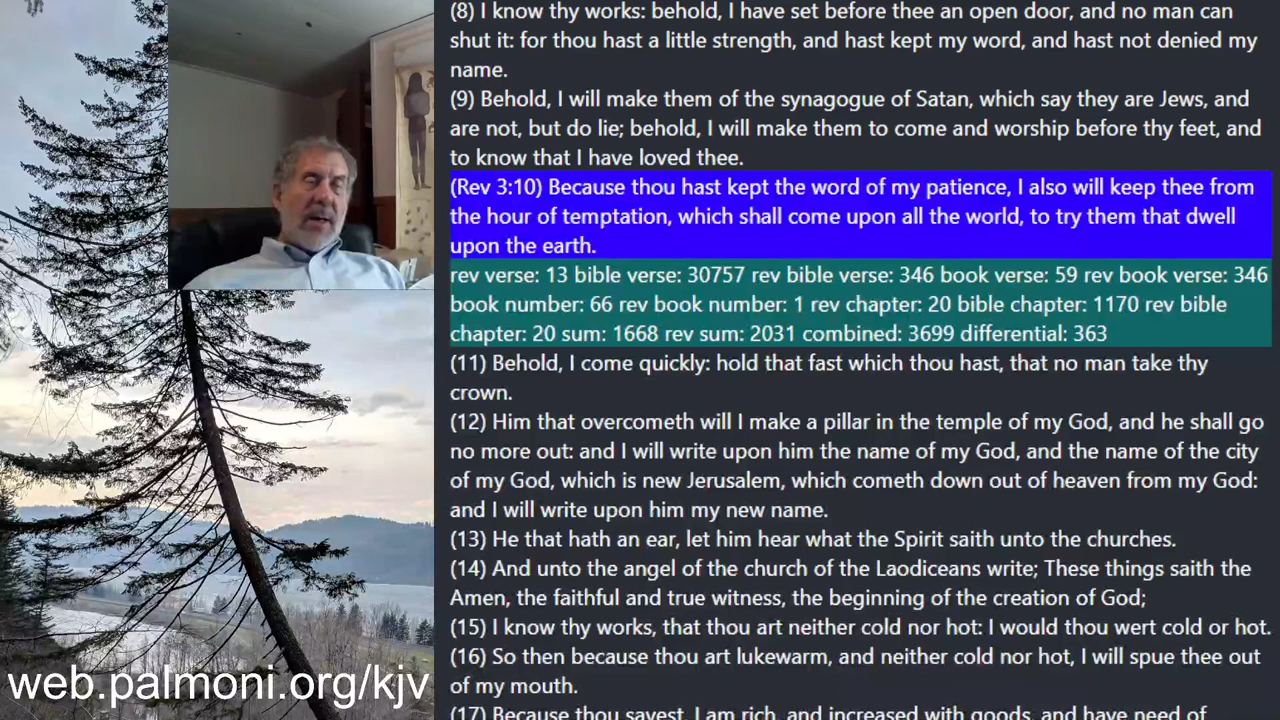 (8) I know thy works: behold, I have set before thee an open door, and no man can
shut it: for thou hast a little strength, and hast kept my word, and hast not denied my
name.
(9) Behold, I will make them of the synagogue of Satan, which say they are Jews, and
are not, but do lie; behold, I will make them to come and worship before thy feet, and
to know that I have loved thee.
(Rev 3:10) Because thou hast kept the word of my patience, I also will keep thee from
the hour of temptation, which shall come upon all the world, to try them that dwell
upon the earth.
rev verse: 13 bible verse: 30757 rev bible verse: 346 book verse: 59 rev book verse: 346
book number: 66 rev book number: 1 rev chapter: 20 bible chapter: 1170 rev bible
chapter: 20 sum: 1668 rev sum: 2031 combined: 3699 differential: 363
(11) Behold, I come quickly: hold that fast which thou hast, that no man take thy
crown.
(12) Him that overcometh will I make a pillar in the temple of my God, and he shall go
no more out: and I will write upon him the name of my God, and the name of the city
of my God, which is new Jerusalem, which cometh down out of heaven from my God:
and I will write upon him my new name.
(13) He that hath an ear, let him hear what the Spirit saith unto the churches.
(14) And unto the angel of the church of the Laodiceans write; These things saith the
Amen, the faithful and true witness, the beginning of the creation of God;
(15) I know thy works, that thou art neither cold nor hot: I would thou wert cold or hot.
(16) So then because thou art lukewarm, and neither cold nor hot, I will spue thee out
of my mouth.
(17) Because thou sayest, I am rich, and increased with goods, and have need of
web.palmoni.org/kjv